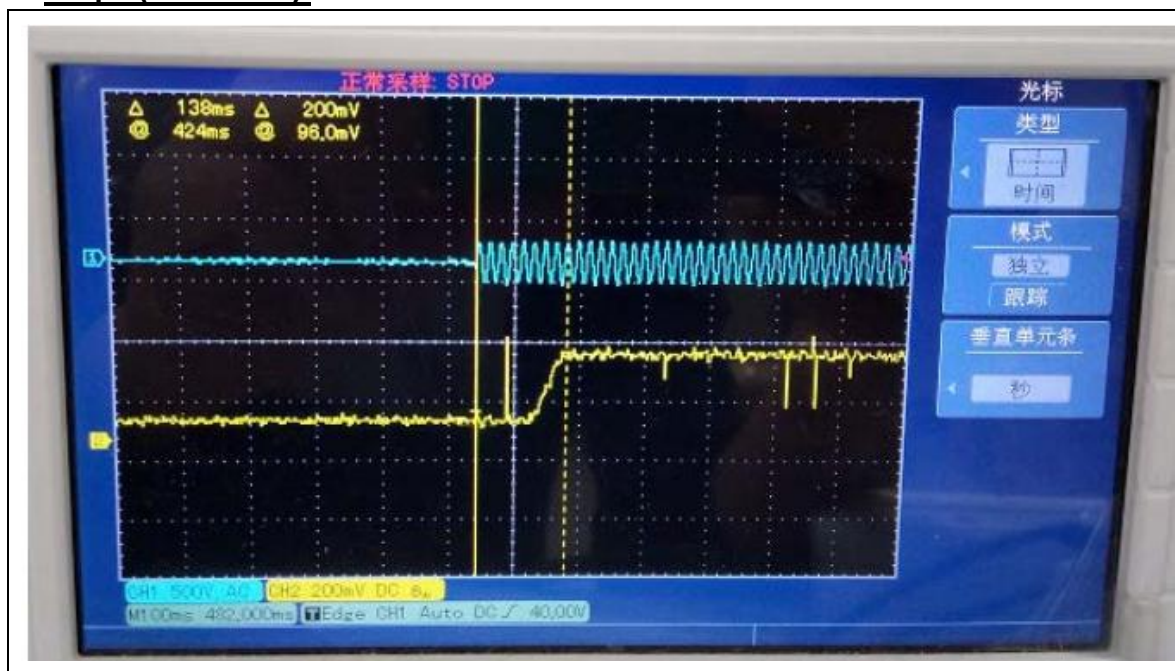 正常采样: STOP
Δ 138ms Δ 200mV
@ 424ms @ 96.0mV
光标
类型
时间
模式
独立
跟踪
垂直单元条
秒
CH1 500V AC CH2 200mV DC
M100ms 482.000ms T Edge CH1 Auto DC 40.00V